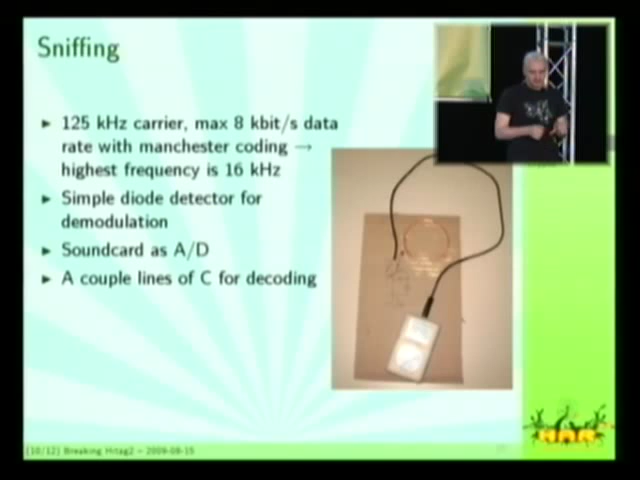 Sniffing
► 125 kHz carrier, max 8 kbit/s data
rate with manchester coding →
highest frequency is 16 kHz
► Simple diode detector for
demodulation
► Soundcard as A/D
► A couple lines of C for decoding
HAR
(10/12) Breaking Hitag2 – 2009-08-15